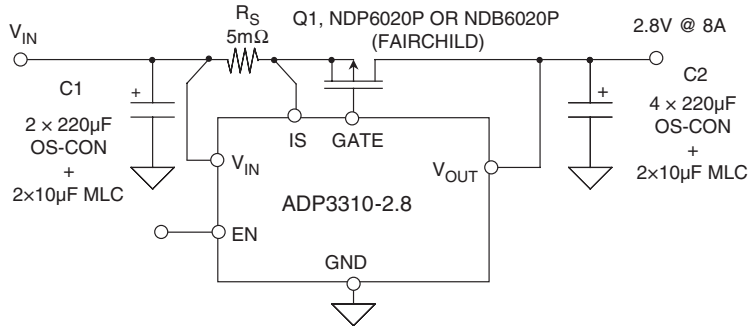 V_IN
R_S
5mΩ
Q1, NDP6020P OR NDB6020P
(FAIRCHILD)
2.8V @ 8A
C1
+
2 × 220µF
OS-CON
+
2×10µF MLC
IS
GATE
V_IN
V_OUT
ADP3310-2.8
EN
GND
C2
+
4 × 220µF
OS-CON
+
2×10µF MLC